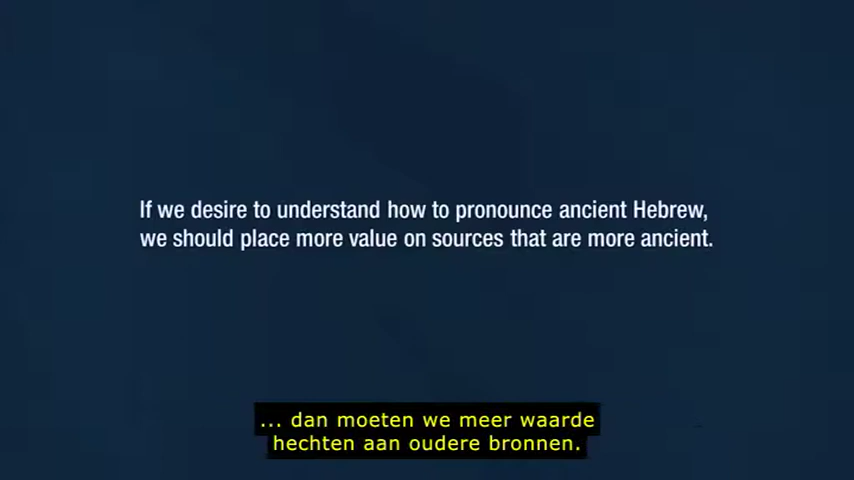 If we desire to understand how to pronounce ancient Hebrew,
we should place more value on sources that are more ancient.
... dan moeten we meer waarde
hechten aan oudere bronnen.